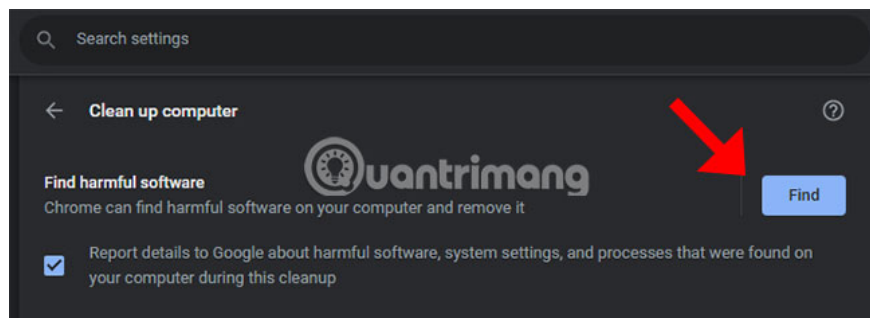 Search settings
Clean up computer
Quantrimang
Find harmful software
Find
Chrome can find harmful software on your computer and remove it
Report details to Google about harmful software, system settings, and processes that were found on
your computer during this cleanup